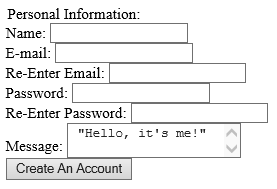 Personal Information:
Name:
E-mail:
Re-Enter Email:
Password:
Re-Enter Password:
Message: "Hello, it's me!"
Create An Account